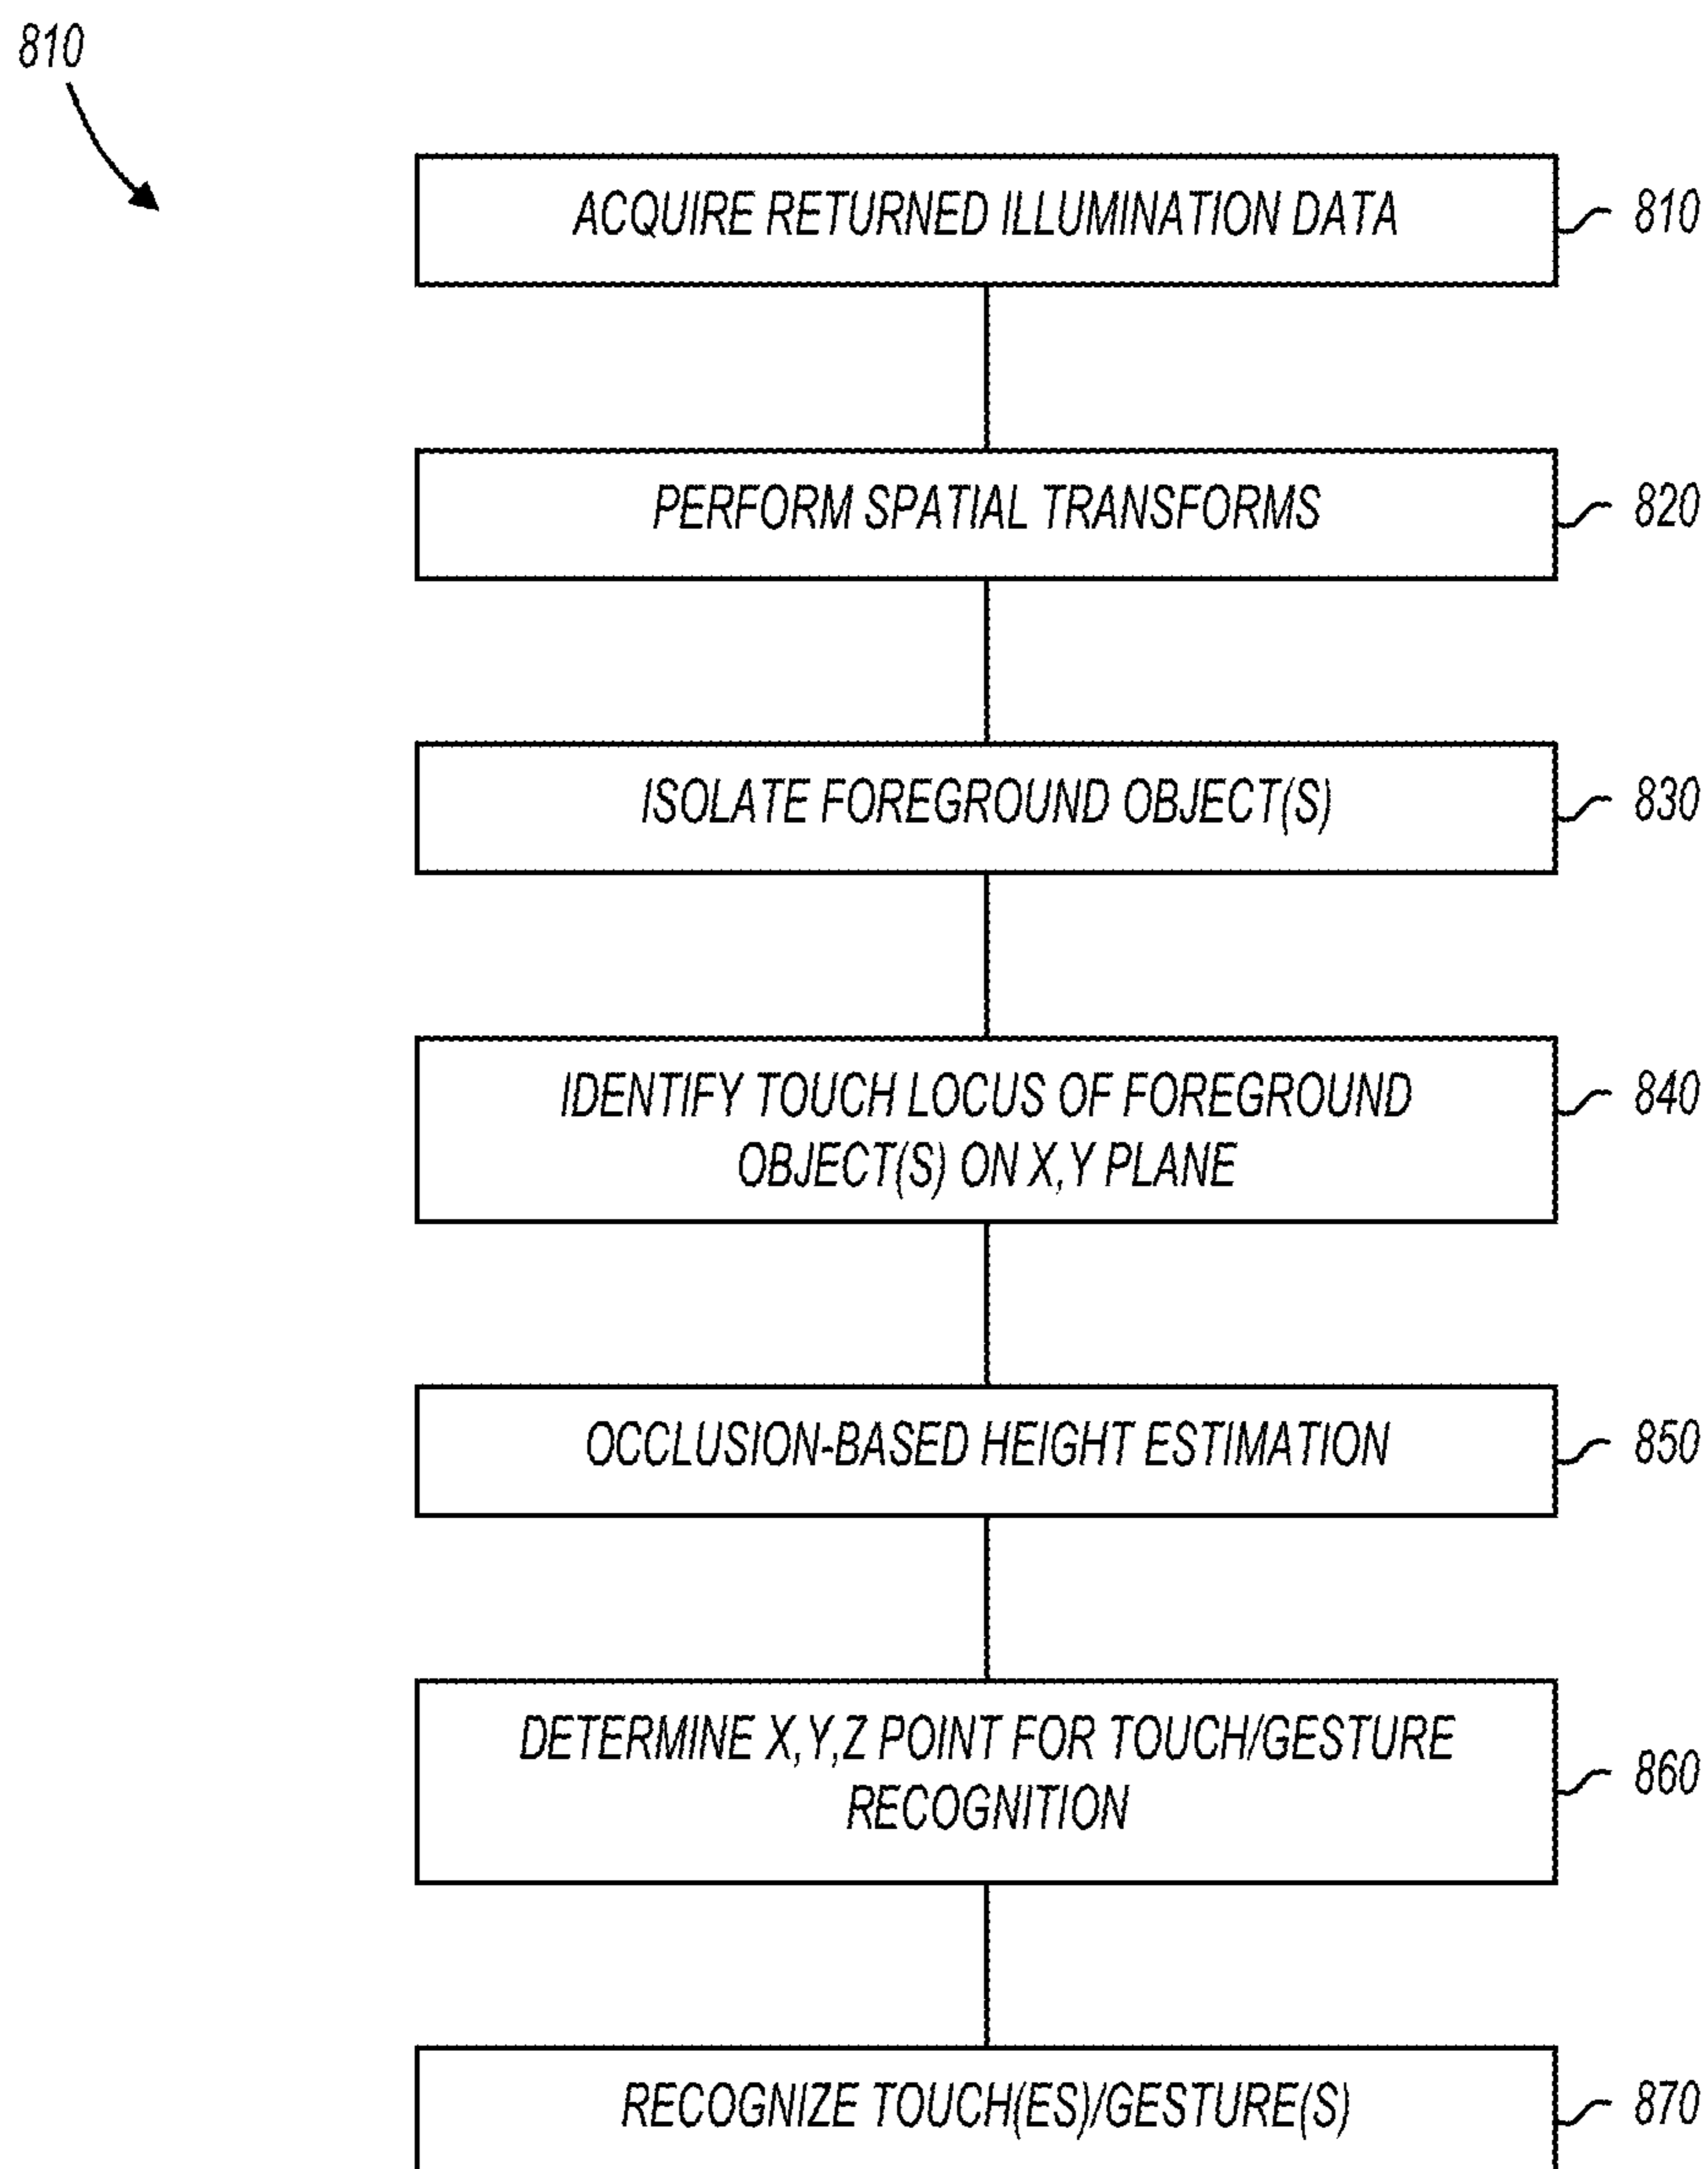 810
ACQUIRE RETURNED ILLUMINATION DATA
810
PERFORM SPATIAL TRANSFORMS
820
ISOLATE FOREGROUND OBJECT(S)
830
IDENTIFY TOUCH LOCUS OF FOREGROUND
OBJECT(S) ON X,Y PLANE
840
OCCLUSION-BASED HEIGHT ESTIMATION
850
DETERMINE X,Y,Z POINT FOR TOUCH/GESTURE
RECOGNITION
860
RECOGNIZE TOUCH(ES)/GESTURE(S)
870